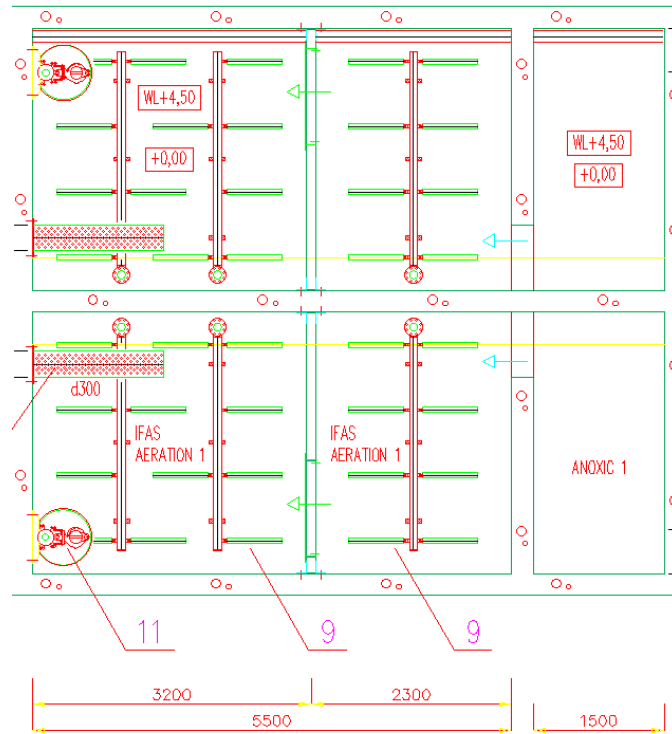 WL+4,50
+0,00
WL+4,50
+0,00
d300
IFAS
AERATION 1
IFAS
AERATION 1
ANOXIC 1
11
9
9
3200
2300
5500
1500